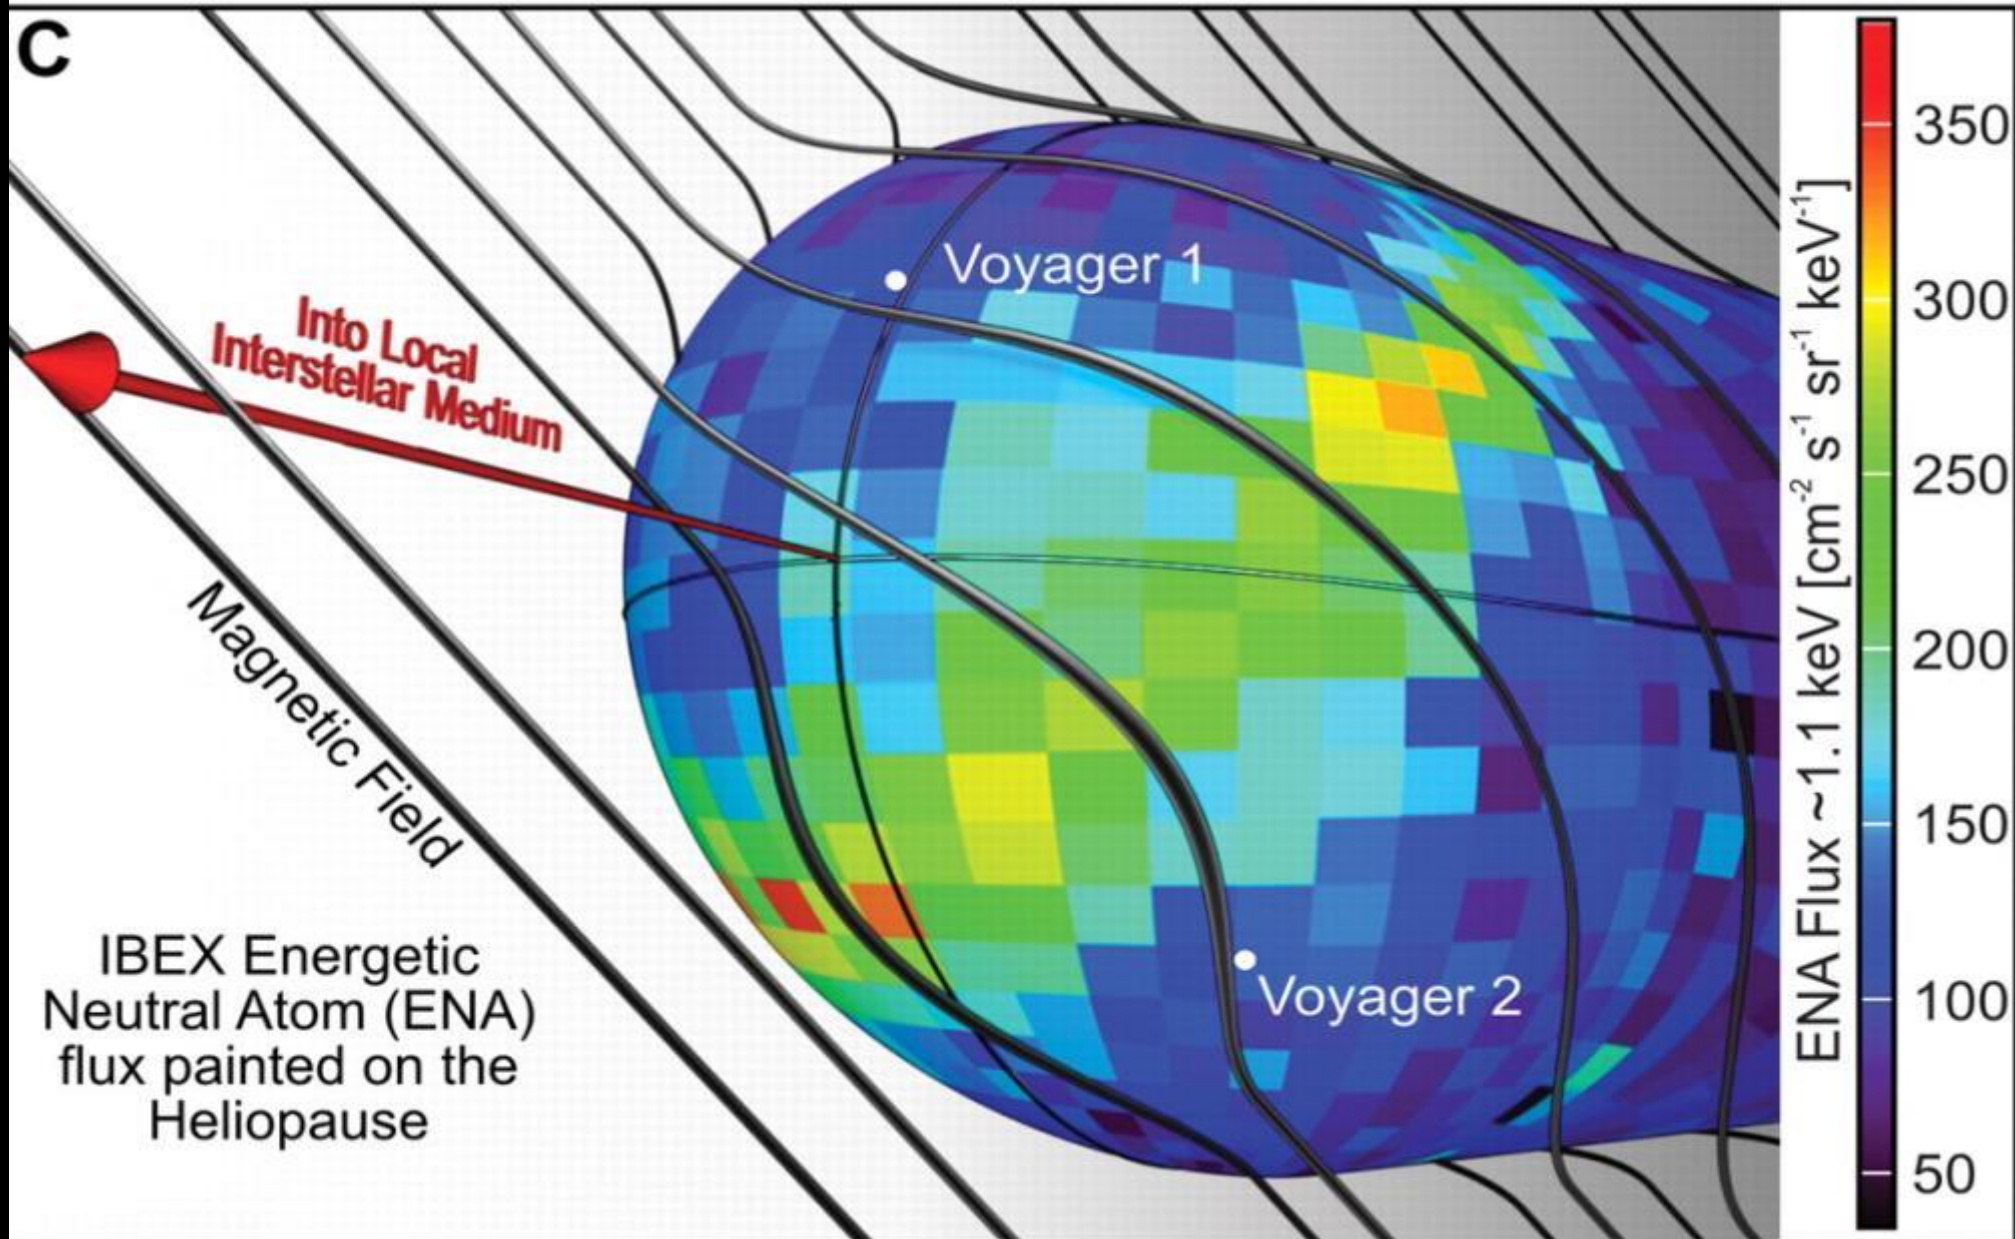 C
Into Local
Interstellar Medium
Voyager 1
Magnetic Field
IBEX Energetic
Neutral Atom (ENA)
flux painted on the
Heliopause
Voyager 2
ENA Flux ~1.1 keV [cm⁻² s⁻¹ sr⁻¹ keV⁻¹]
350
300
250
200
150
100
50